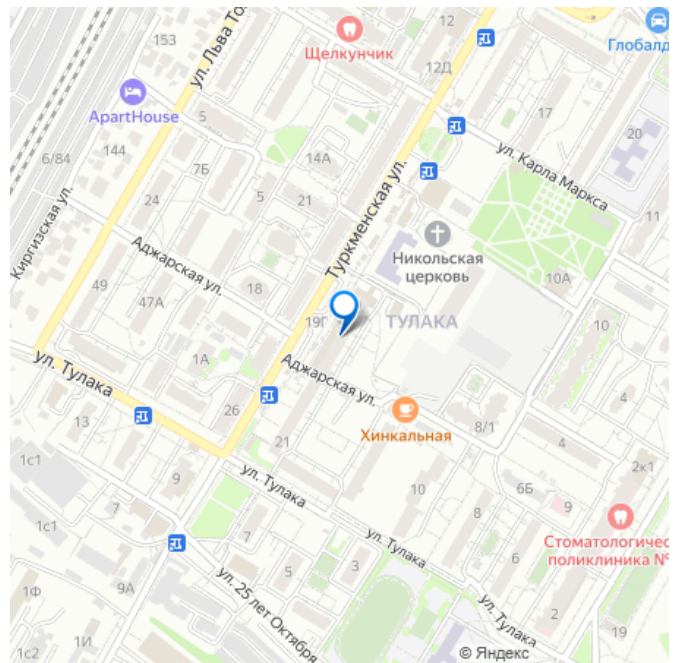 12
153
ул. Льва То
Щелкунчик
Глобалд
12Д
ApartHouse
5
17
20
6/84
144
7Б
14А
ул. Карла Маркса
24
5
21
Туркменская ул.
11
Киргизская ул.
Аджарская ул.
Никольская
церковь
10А
49
47А
18
19Г
ТУЛАКА
10
ул. Тулака
1А
Аджарская ул.
4
13
26
Хинкальная
8/1
4
1с1
9
21
ул. Тулака
2к1
10
6Б
9
7
8
1с1
7
ул. Тулака
Стоматологичес
поликлиника №
5
3
6
1Ф
9А
ул. 25 лет Октября
ул. Тулака
2
19
1с2
1И
© Яндекс